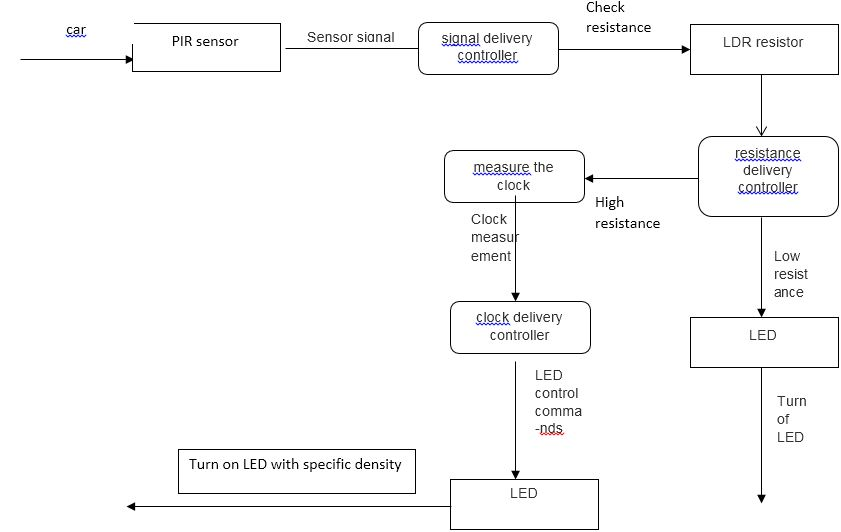 car
PIR sensor
Sensor signal
signal delivery
controller
Check
resistance
LDR resistor
resistance
delivery
controller
High
resistance
measure the
clock
Clock
measur
ement
Low
resist
ance
clock delivery
controller
LED
LED
control
comma
-nds
Turn
of
LED
Turn on LED with specific density
LED